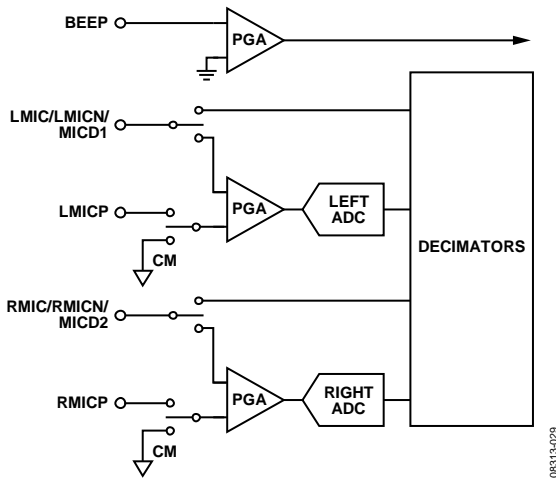 BEEP
PGA
LMIC/LMICN/
MICD1
LMICP
CM
PGA
LEFT
ADC
DECIMATORS
RMIC/RMICN/
MICD2
RMICP
CM
PGA
RIGHT
ADC
08313-029